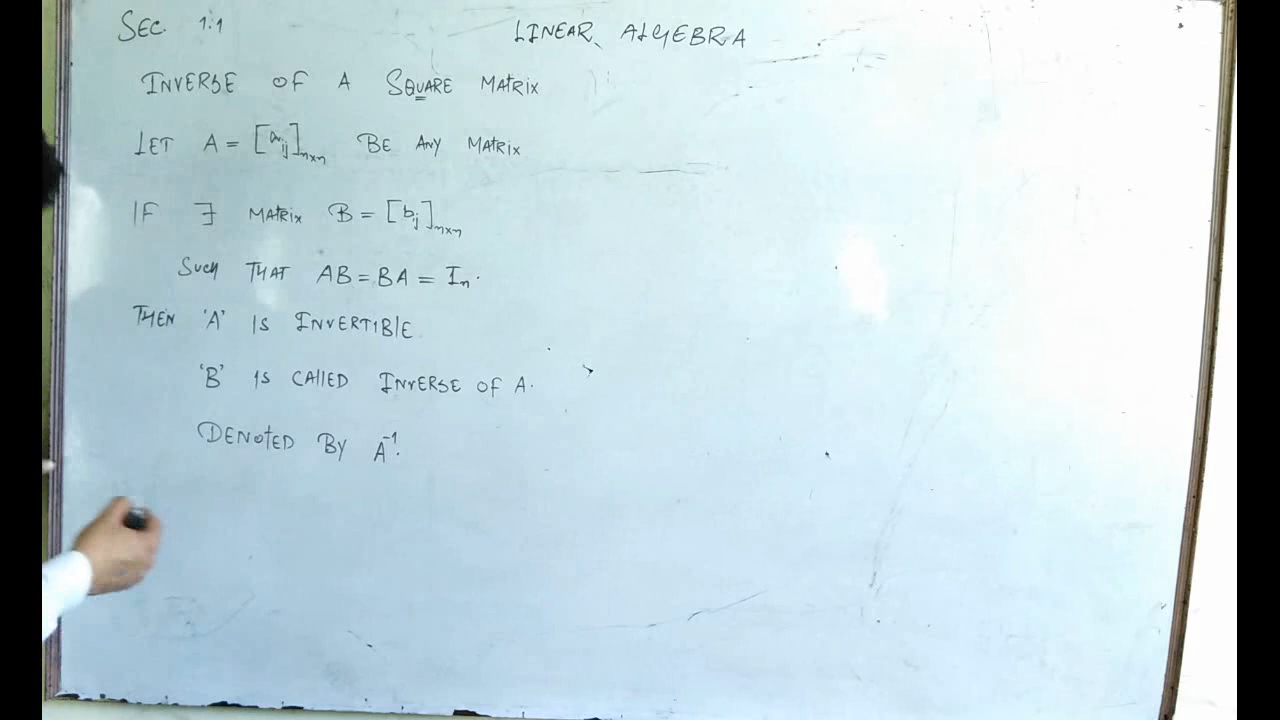 SEC 1.1
LINEAR ALGEBRA
INVERSE OF A SQUARE MATRIX
LET A = [aij]n×n BE ANY MATRIX
IF ∃ MATRIX B = [bij]n×n
SUCH THAT AB = BA = In.
THEN 'A' IS INVERTIBLE.
'B' IS CALLED INVERSE OF A.
DENOTED BY A⁻¹.